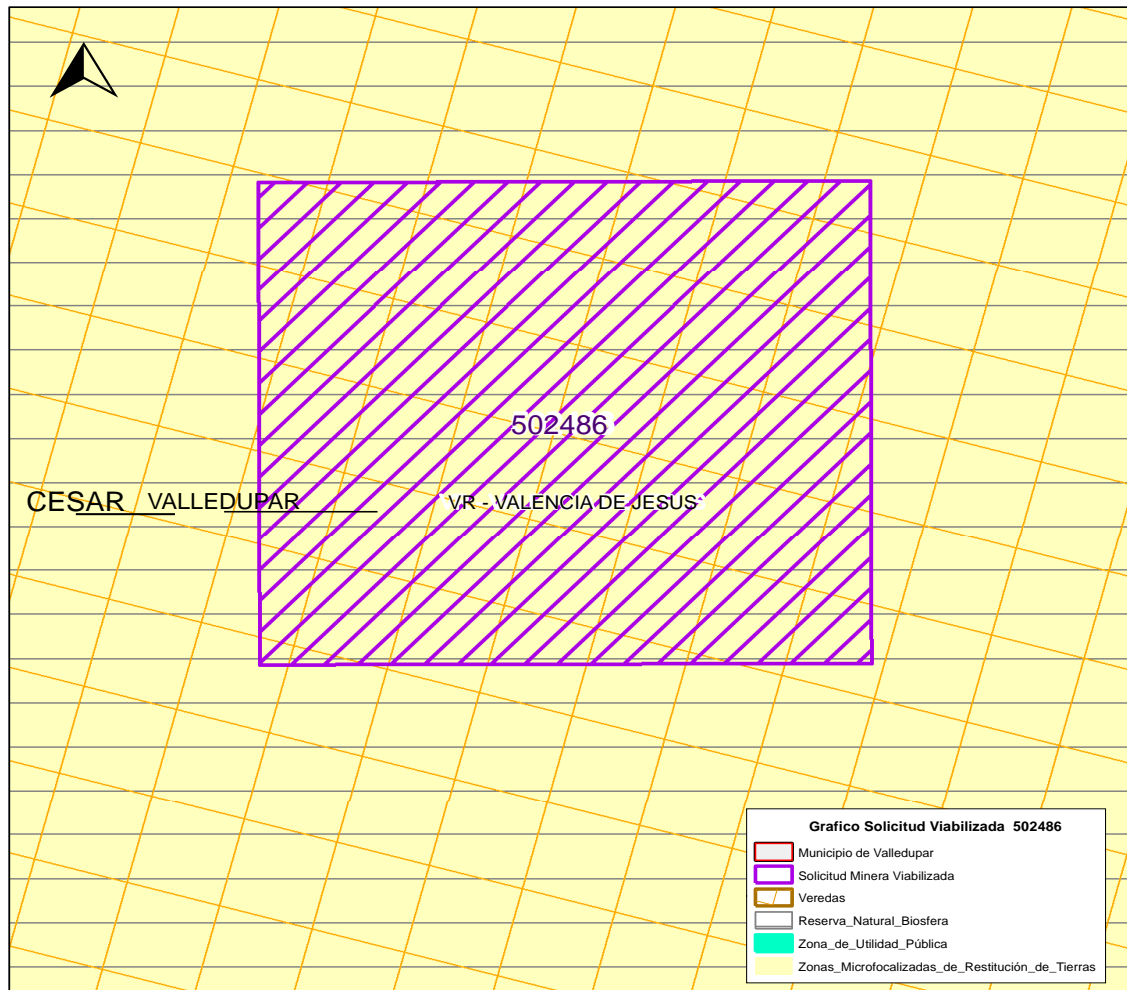 502486
CESAR VALLEDUPAR VR - VALENCIA DE JESUS
Grafico Solicitud Viabilizada 502486
Municipio de Valledupar
Solicitud Minera Viabilizada
Veredas
Reserva_Natural_Biosfera
Zona_de_Utilidad_Pública
Zonas_Microfocalizadas_de_Restitución_de_Tierras